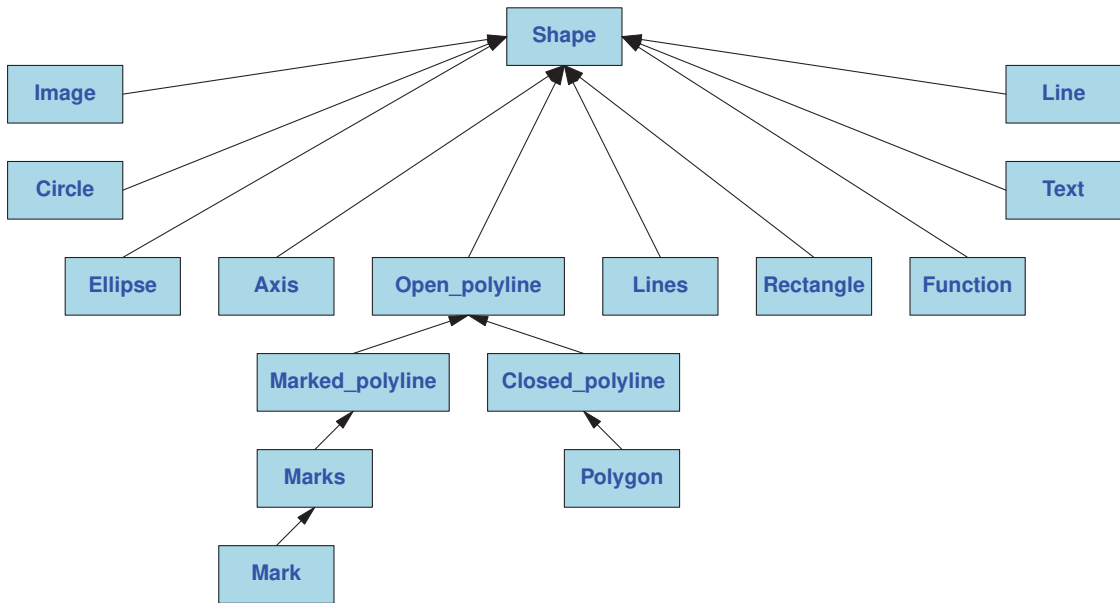 Shape
Image
Line
Circle
Text
Ellipse
Axis
Open_polyline
Lines
Rectangle
Function
Marked_polyline
Closed_polyline
Marks
Polygon
Mark